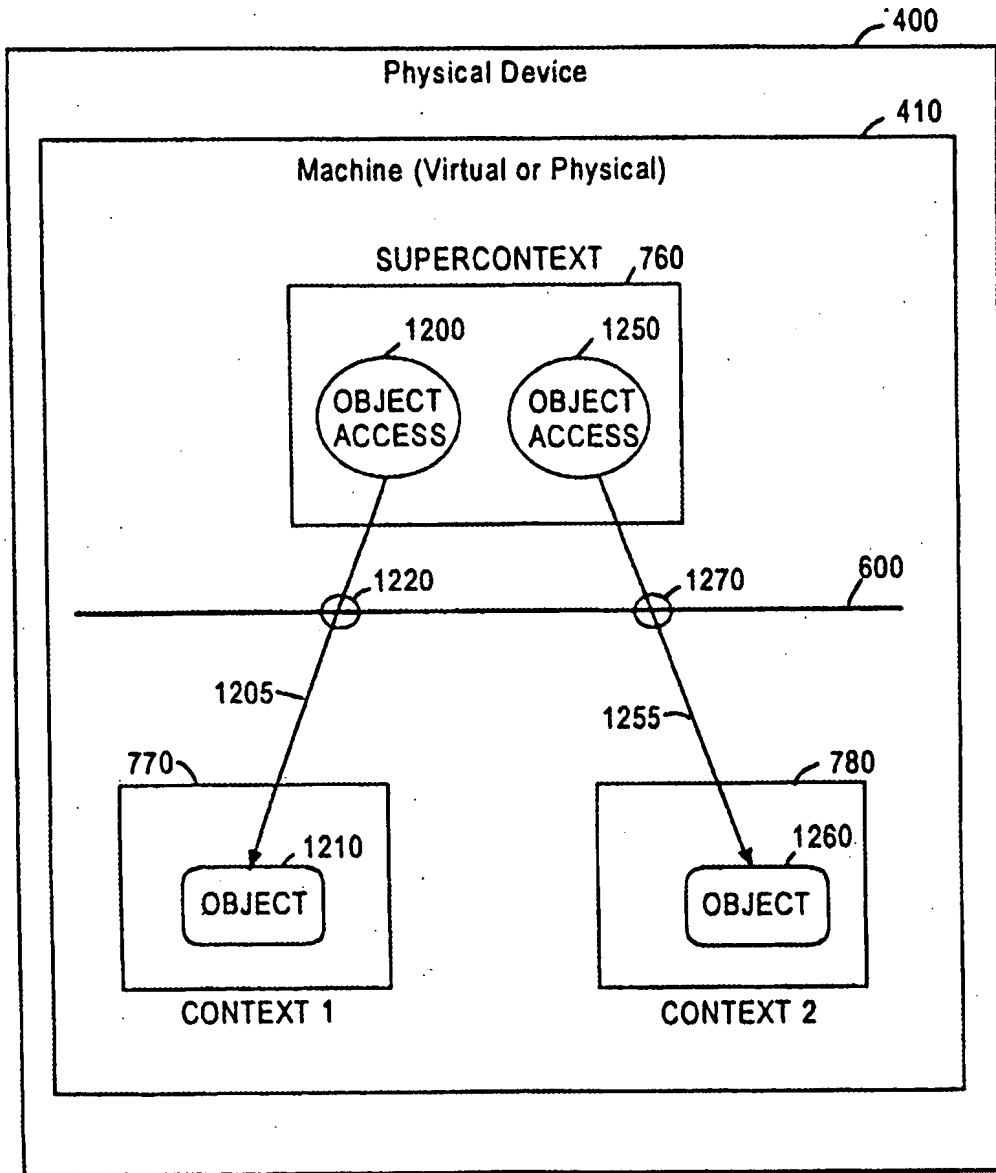 400
Physical Device
410
Machine (Virtual or Physical)
SUPERCONTEXT 760
1200 1250
OBJECT ACCESS
OBJECT ACCESS
1220 1270 600
1205 1255
770 780
1210 1260
OBJECT OBJECT
CONTEXT 1 CONTEXT 2